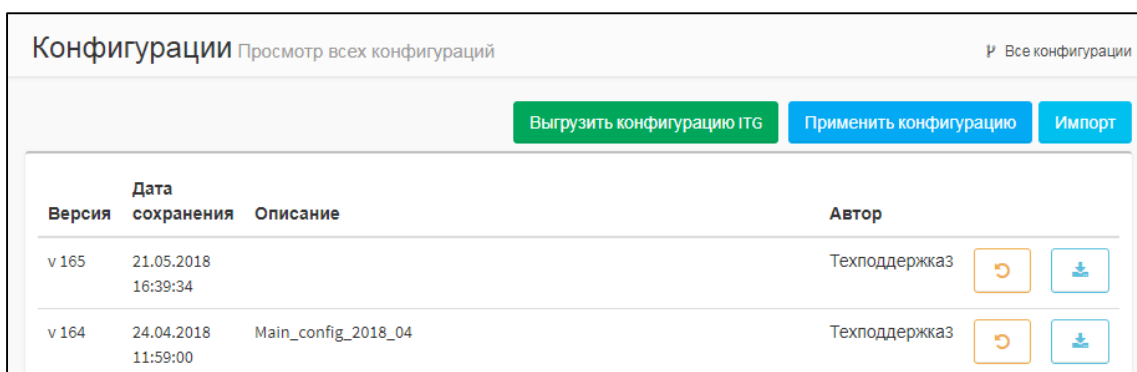 Конфигурации Просмотр всех конфигураций
Все конфигурации
Выгрузить конфигурацию ITG Применить конфигурацию Импорт
Версия Дата сохранения Описание Автор
v 165 21.05.2018 16:39:34 Техподдержка3
v 164 24.04.2018 11:59:00 Main_config_2018_04 Техподдержка3